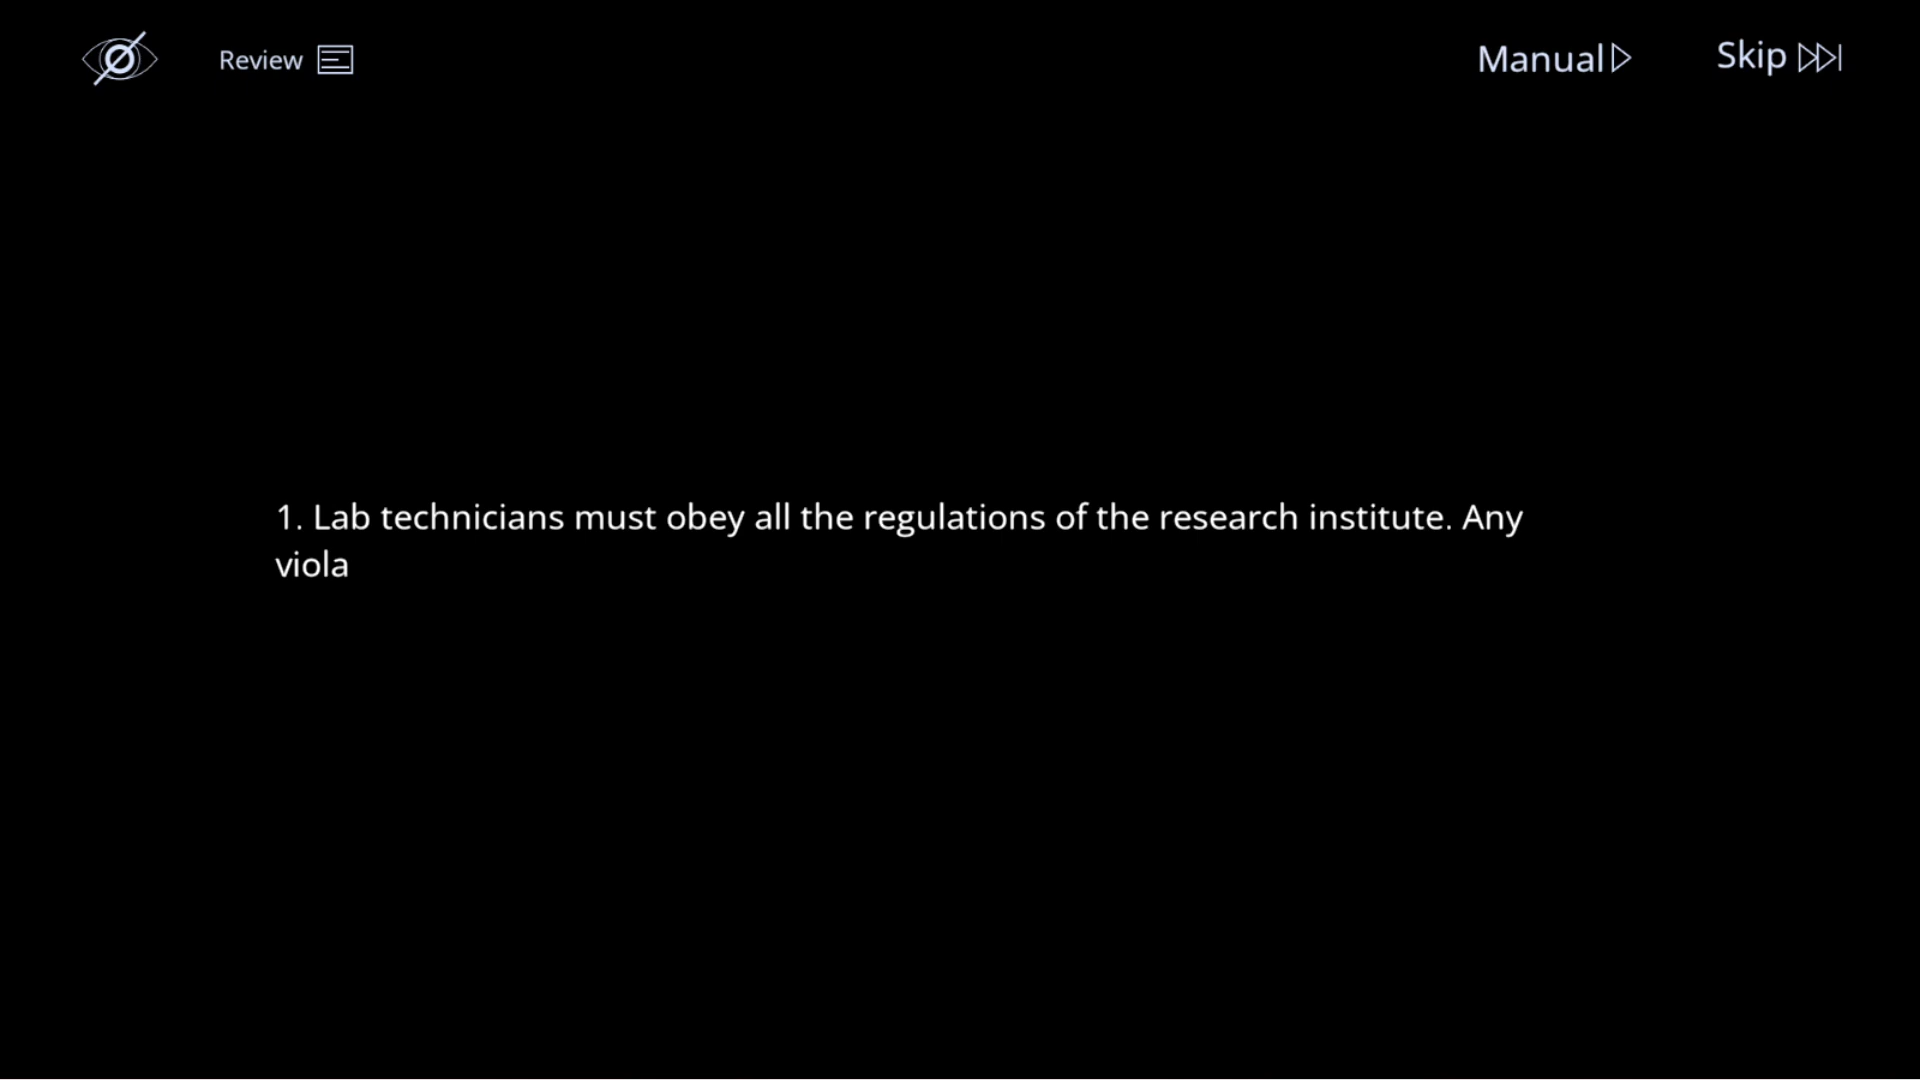 Review
Manual
Skip
1. Lab technicians must obey all the regulations of the research institute. Any
viola